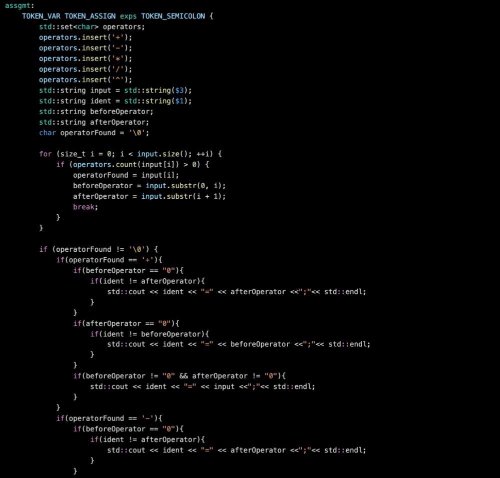 assgmt:
TOKEN_VAR TOKEN_ASSIGN exps TOKEN_SEMICOLON {
std::set<char> operators;
operators.insert('+');
operators.insert('-');
operators.insert('*');
operators.insert('/');
operators.insert('^');
std::string input = std::string($3);
std::string ident = std::string($1);
std::string beforeOperator;
std::string afterOperator;
char operatorFound = '\0';
for (size_t i = 0; i < input.size(); ++i) {
if (operators.count(input[i]) > 0) {
operatorFound = input[i];
beforeOperator = input.substr(0, i);
afterOperator = input.substr(i + 1);
break;
}
}
if (operatorFound != '\0') {
if(operatorFound == '+'){
if(beforeOperator == "0"){
if(ident != afterOperator){
std::cout << ident << "=" << afterOperator <<";"<< std::endl;
}
}
if(afterOperator == "0"){
if(ident != beforeOperator){
std::cout << ident << "=" << beforeOperator <<";"<< std::endl;
}
}
if(beforeOperator != "0" && afterOperator != "0"){
std::cout << ident << "=" << input <<";"<< std::endl;
}
}
if(operatorFound == '-'){
if(beforeOperator == "0"){
if(ident != afterOperator){
std::cout << ident << "=" << afterOperator <<";"<< std::endl;
}
}